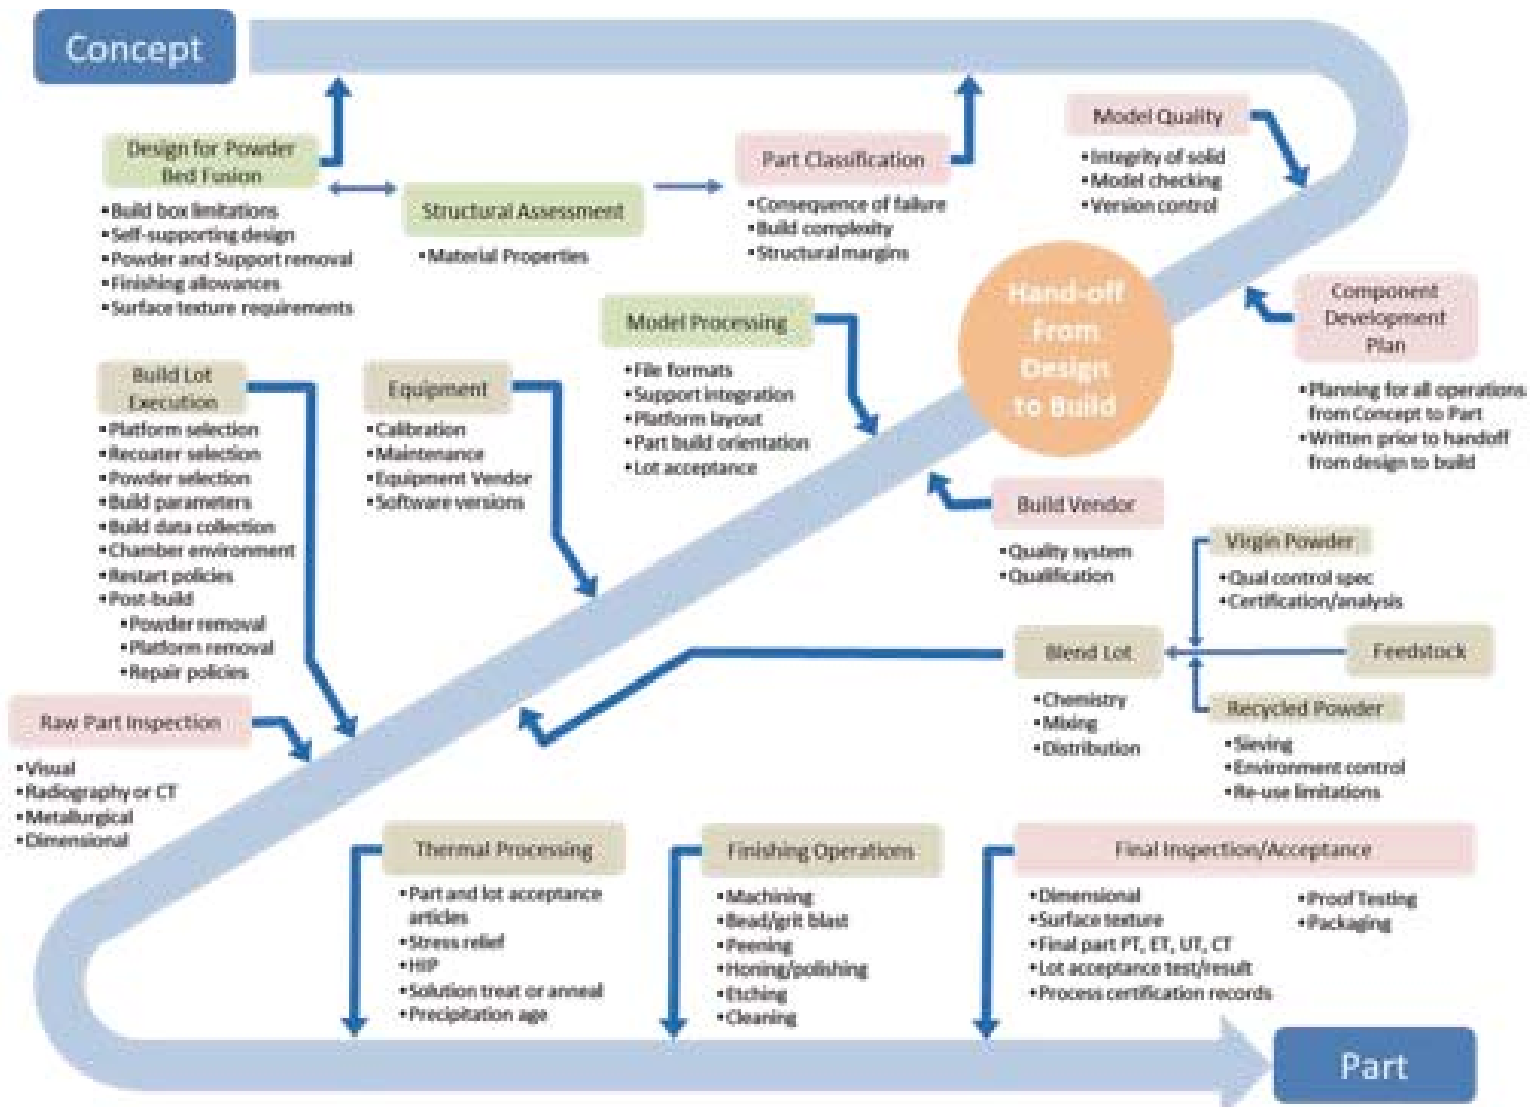 Concept
Design for Powder
Bed Fusion
•Build box limitations
•Self-supporting design
•Powder and Support removal
•Finishing allowances
•Surface texture requirements
Structural Assessment
•Material Properties
Part Classification
•Consequence of failure
•Build complexity
•Structural margins
Model Quality
•Integrity of solid
•Model checking
•Version control
Hand-off
From
Design
to Build
Component
Development
Plan
•Planning for all operations
from Concept to Part
•Written prior to handoff
from design to build
Model Processing
•File formats
•Support integration
•Platform layout
•Part build orientation
•Lot acceptance
Build Lot
Execution
•Platform selection
•Recoater selection
•Powder selection
•Build parameters
•Build data collection
•Chamber environment
•Restart policies
•Post-build
•Powder removal
•Platform removal
•Repair policies
Equipment
•Calibration
•Maintenance
•Equipment Vendor
•Software versions
Build Vendor
•Quality system
•Qualification
Virgin Powder
•Qual control spec
•Certification/analysis
Blend Lot
•Chemistry
•Mixing
•Distribution
Feedstock
Recycled Powder
•Sieving
•Environment control
•Re-use limitations
Raw Part Inspection
•Visual
•Radiography or CT
•Metallurgical
•Dimensional
Thermal Processing
•Part and lot acceptance
articles
•Stress relief
•HIP
•Solution treat or anneal
•Precipitation age
Finishing Operations
•Machining
•Bead/grit blast
•Peening
•Honing/polishing
•Etching
•Cleaning
Final Inspection/Acceptance
•Dimensional
•Surface texture
•Final part PT, ET, UT, CT
•Lot acceptance test/result
•Process certification records
•Proof Testing
•Packaging
Part